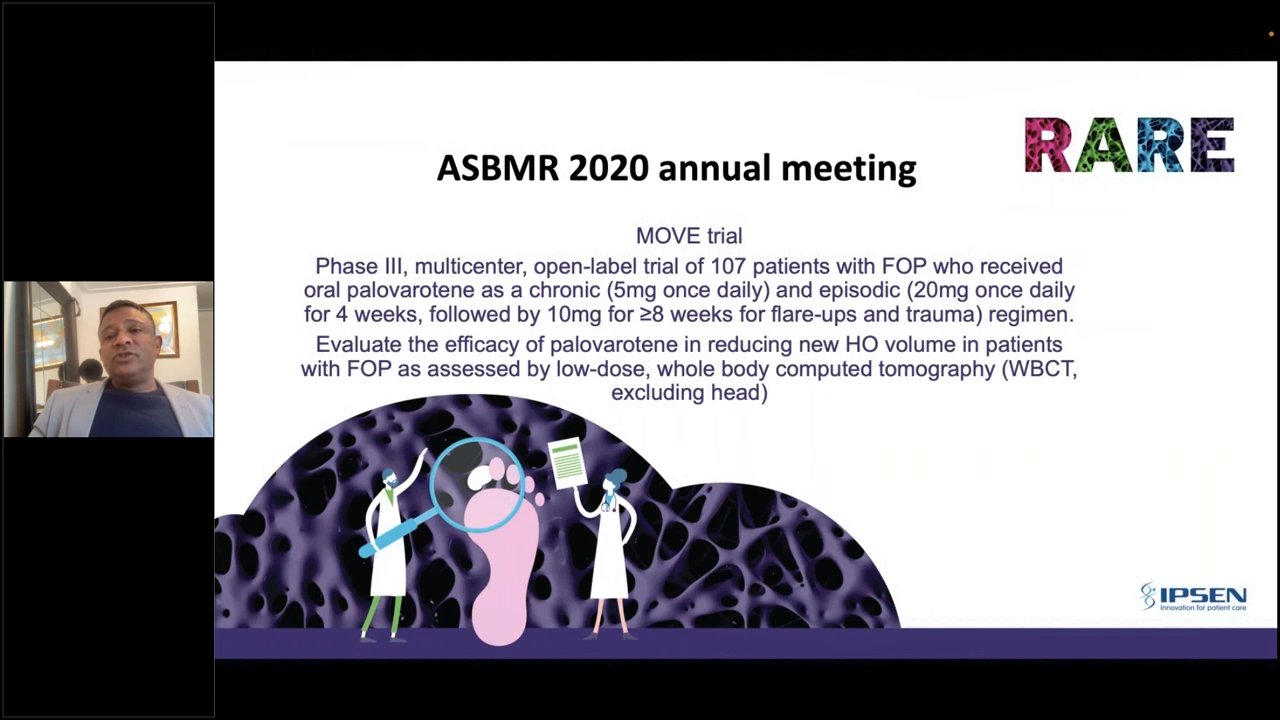 RARE
ASBMR 2020 annual meeting
MOVE trial
Phase III, multicenter, open-label trial of 107 patients with FOP who received
oral palovarotene as a chronic (5mg once daily) and episodic (20mg once daily
for 4 weeks, followed by 10mg for ≥8 weeks for flare-ups and trauma) regimen.
Evaluate the efficacy of palovarotene in reducing new HO volume in patients
with FOP as assessed by low-dose, whole body computed tomography (WBCT,
excluding head)
IPSEN
Innovation for patient care